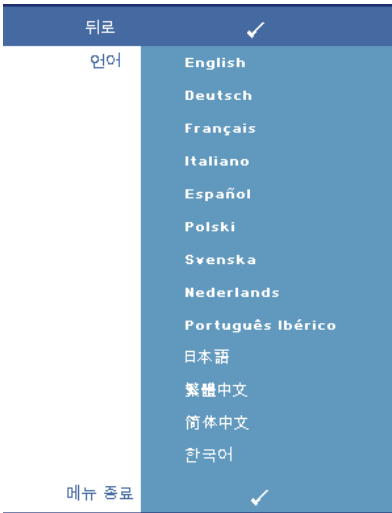 뒤로
언어
English
Deutsch
Français
Italiano
Español
Polski
Svenska
Nederlands
Português Ibérico
日本語
繁體中文
简体中文
한국어
메뉴 종료